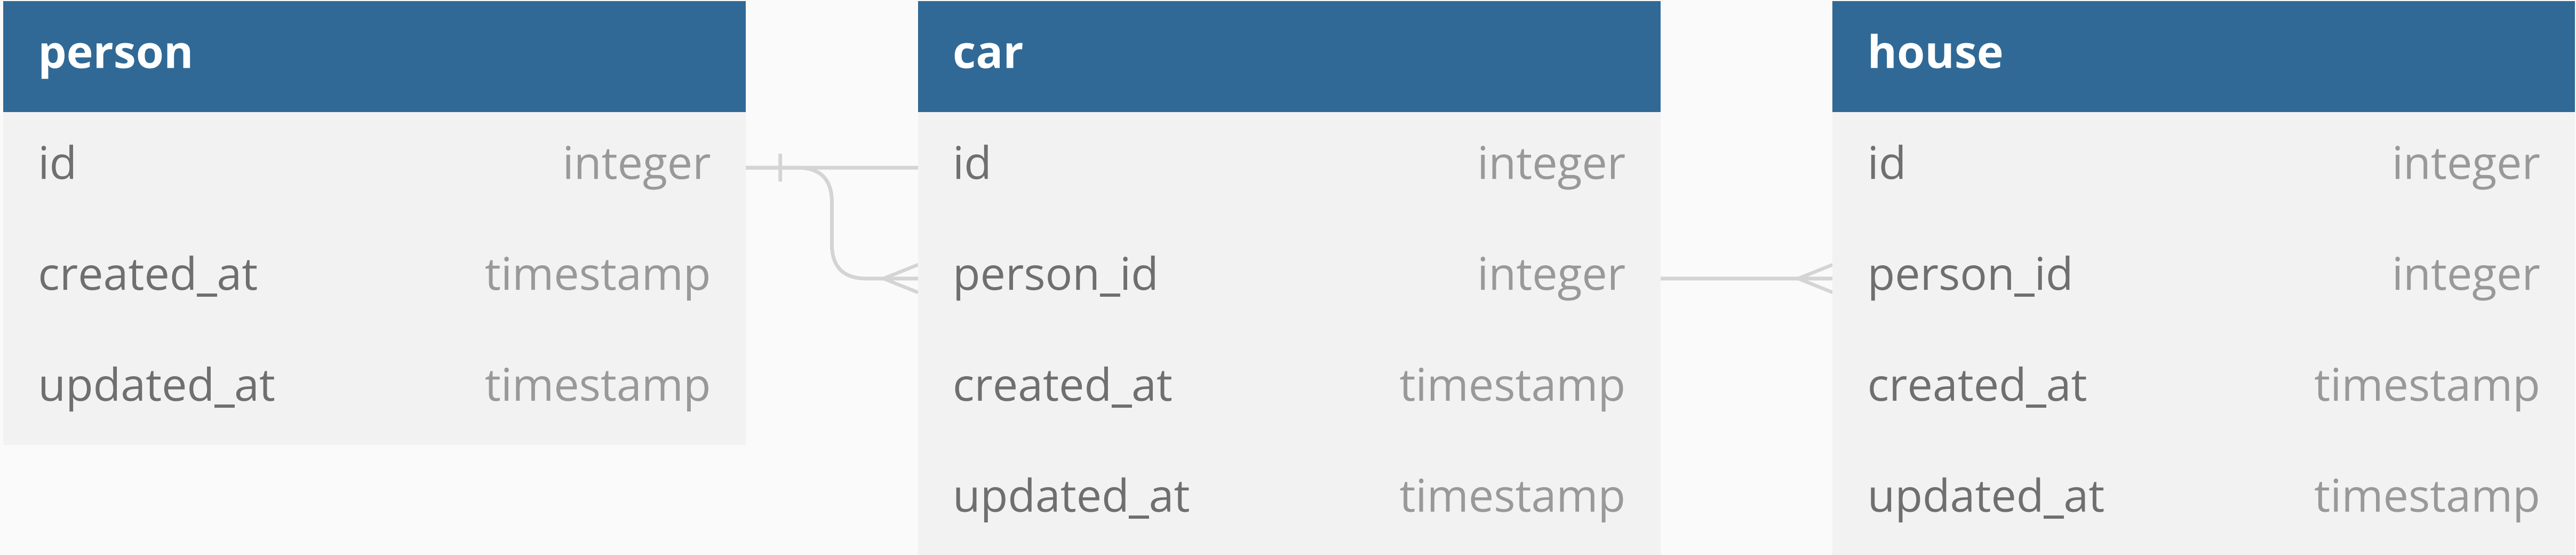 person
id integer
created_at timestamp
updated_at timestamp
car
id integer
person_id integer
created_at timestamp
updated_at timestamp
house
id integer
person_id integer
created_at timestamp
updated_at timestamp